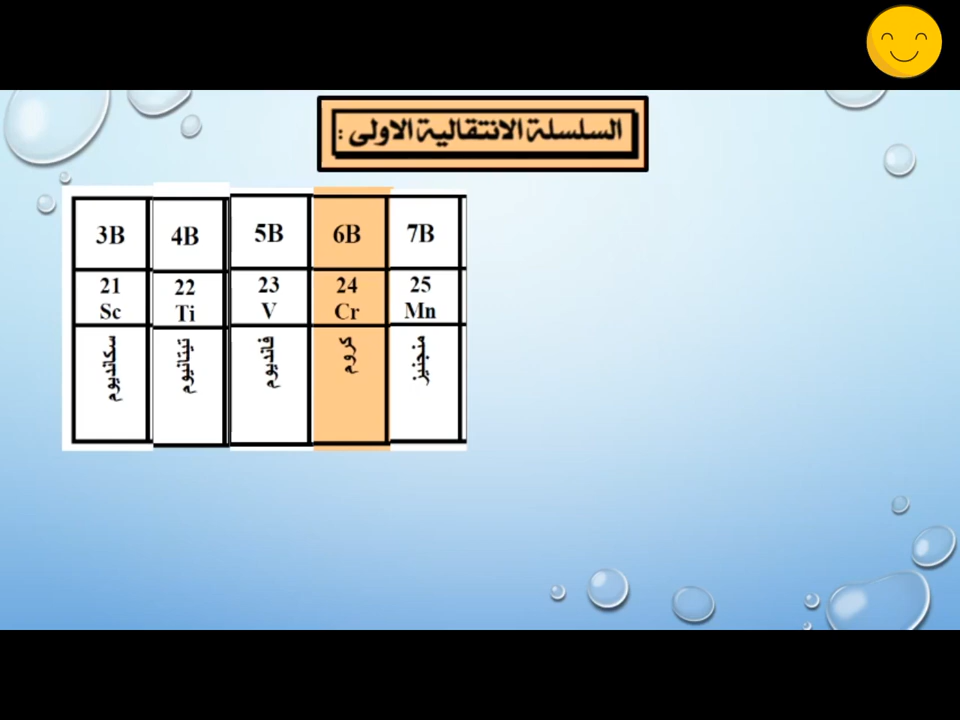 السلسلة الانتقالية الاولى :
3B 4B 5B 6B 7B
21 22 23 24 25
Sc Ti V Cr Mn
سكانديوم تيتانيوم فانديوم كروم منجنيز